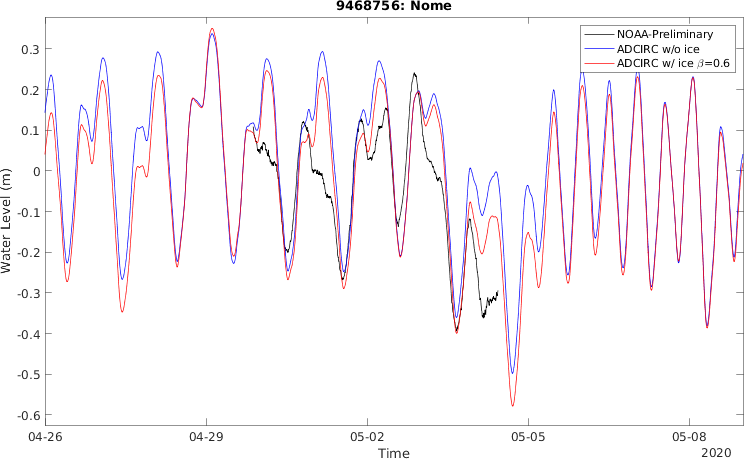 9468756: Nome
NOAA-Preliminary
ADCIRC w/o ice
ADCIRC w/ ice β=0.6
0.3
0.2
0.1
0
-0.1
-0.2
-0.3
-0.4
-0.5
-0.6
Water Level (m)
04-26
04-29
05-02
05-05
05-08
Time
2020